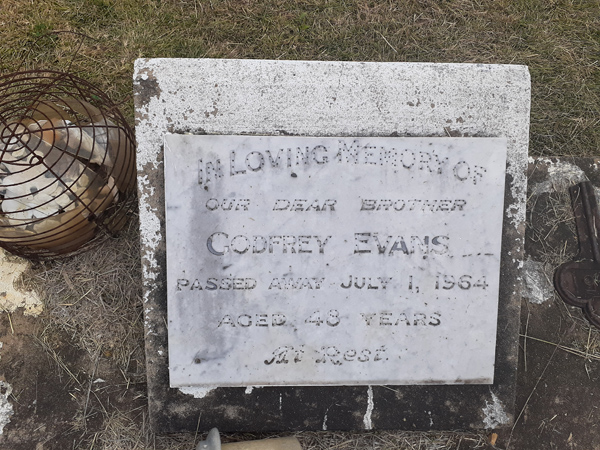 IN LOVING MEMORY OF
OUR DEAR BROTHER
GODFREY EVANS
PASSED AWAY JULY 1, 1964
AGED 48 YEARS
At Rest.